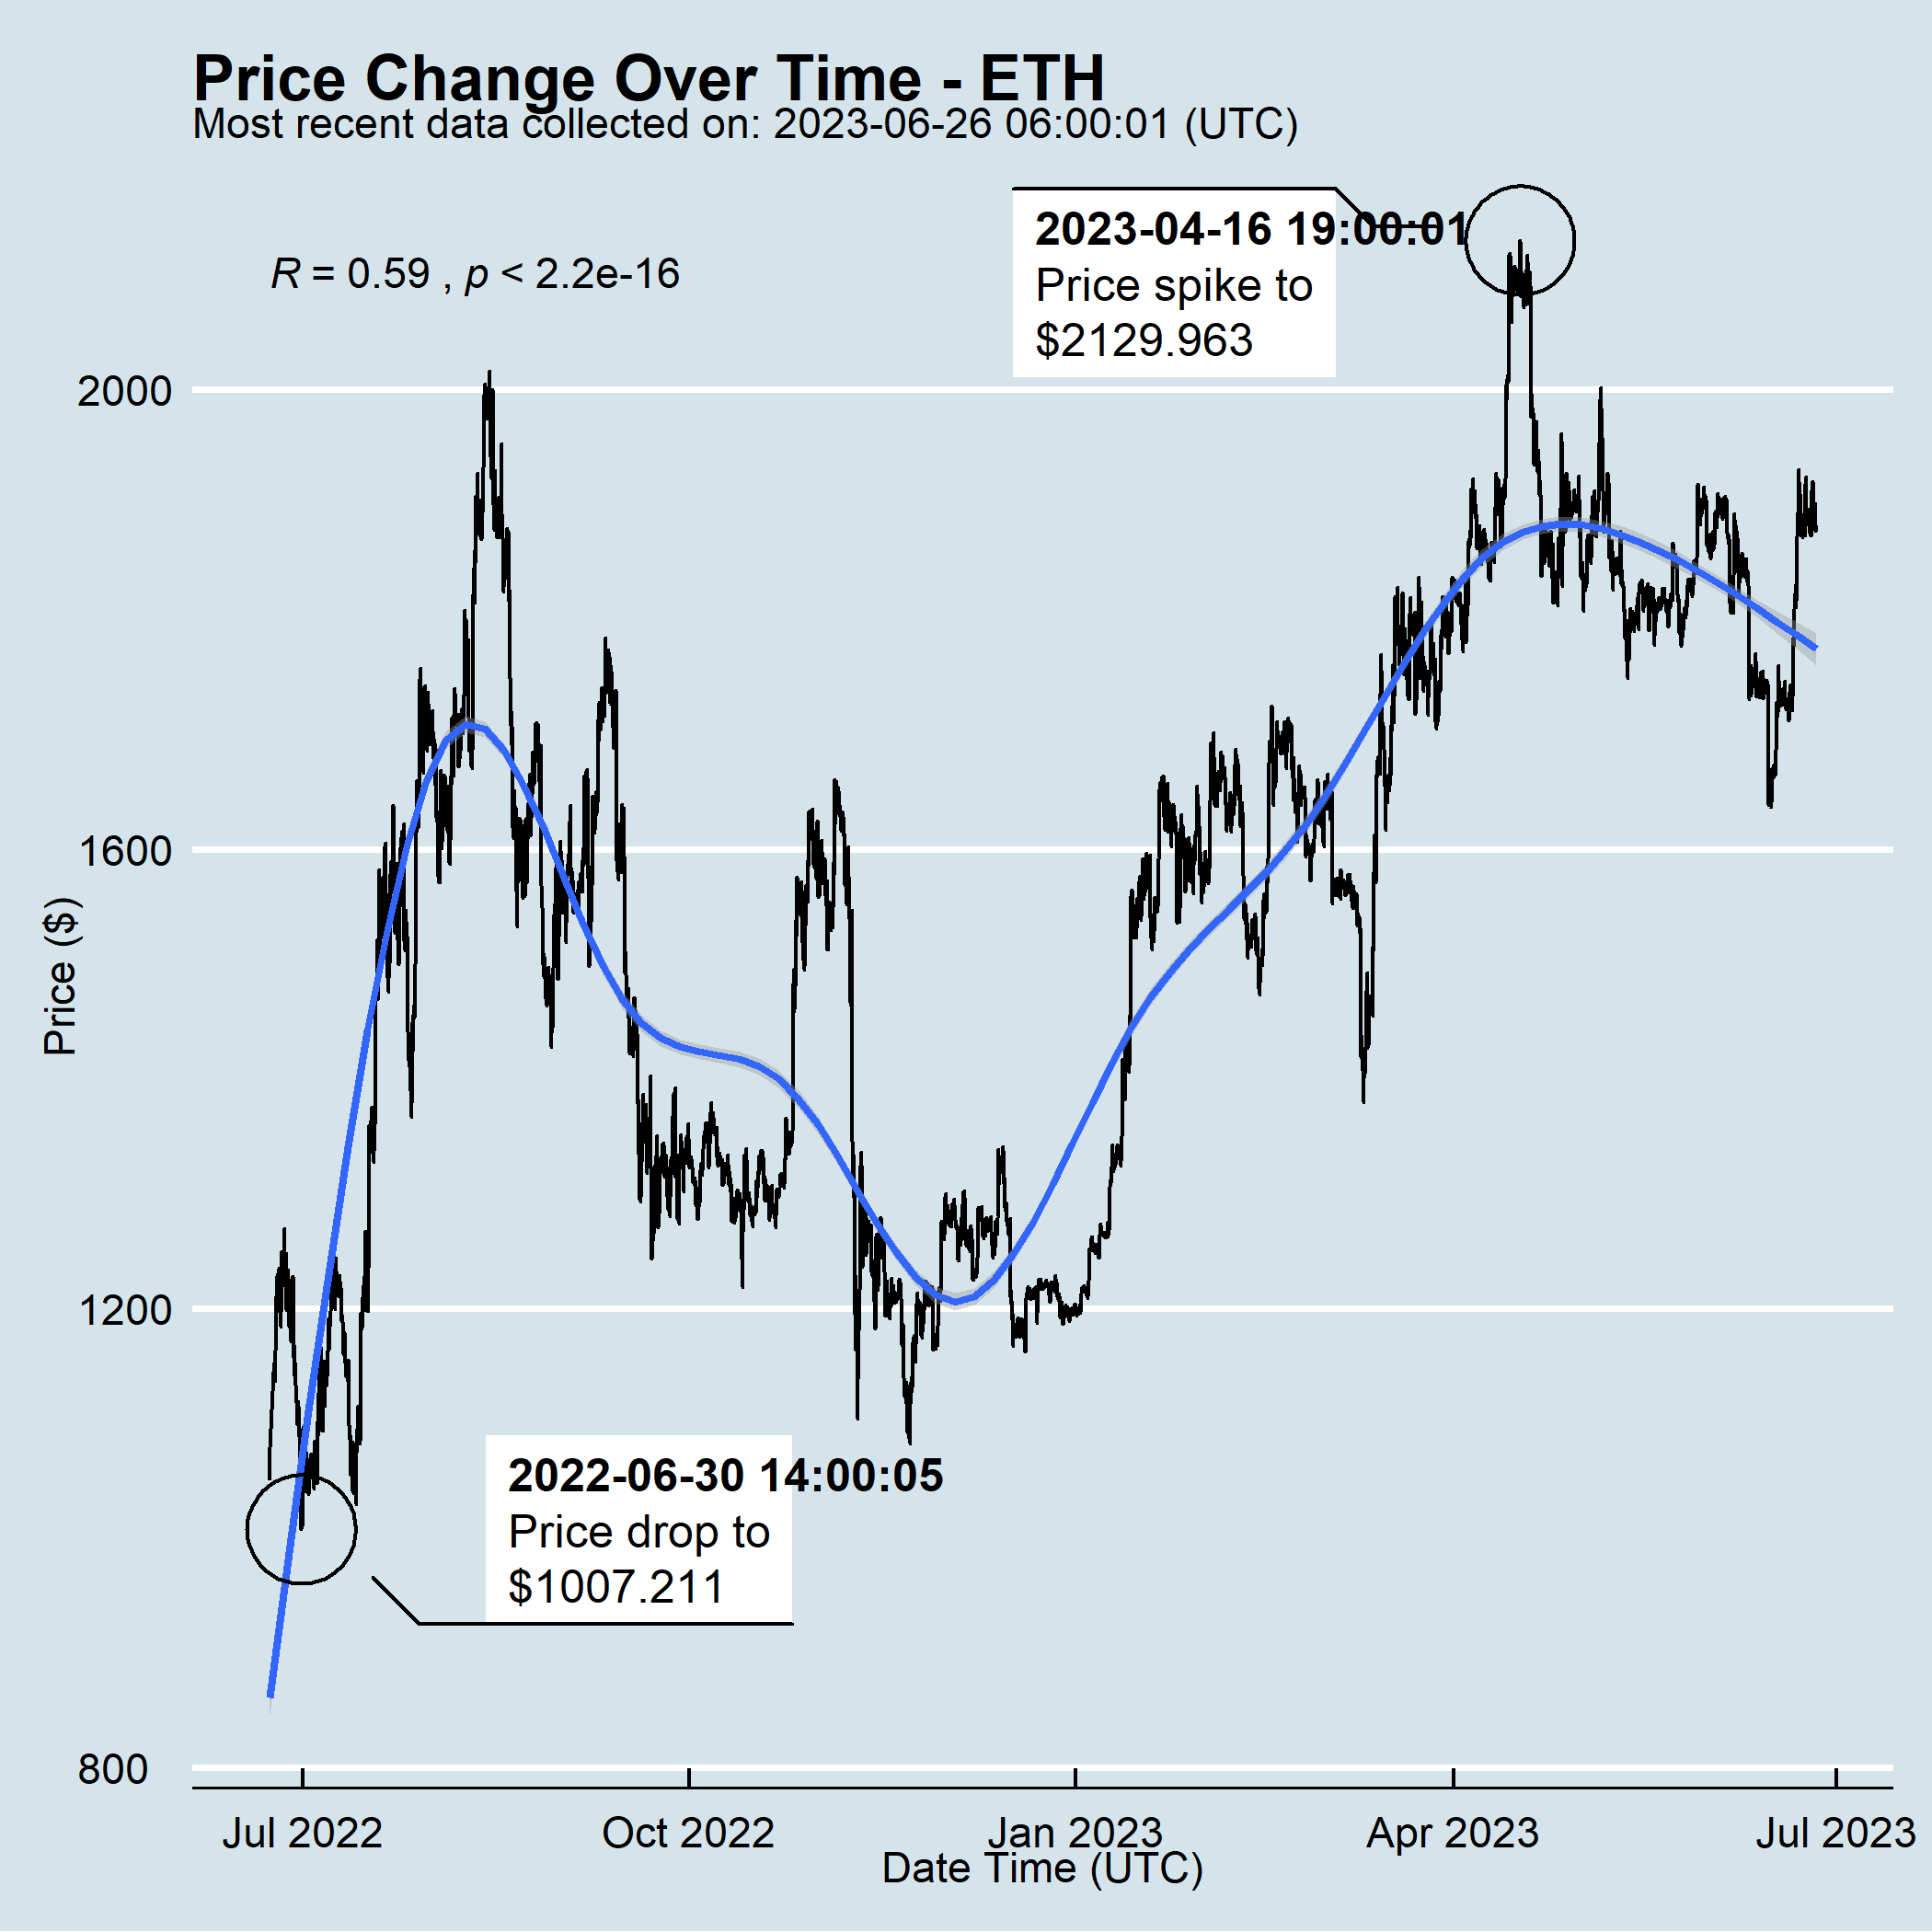 Price Change Over Time - ETH
Most recent data collected on: 2023-06-26 06:00:01 (UTC)
2023-04-16 19:00:01
Price spike to
$2129.963
R = 0.59 , p < 2.2e-16
2000
1600
1200
800
Price ($)
2022-06-30 14:00:05
Price drop to
$1007.211
Jul 2022
Oct 2022
Jan 2023
Apr 2023
Jul 2023
Date Time (UTC)